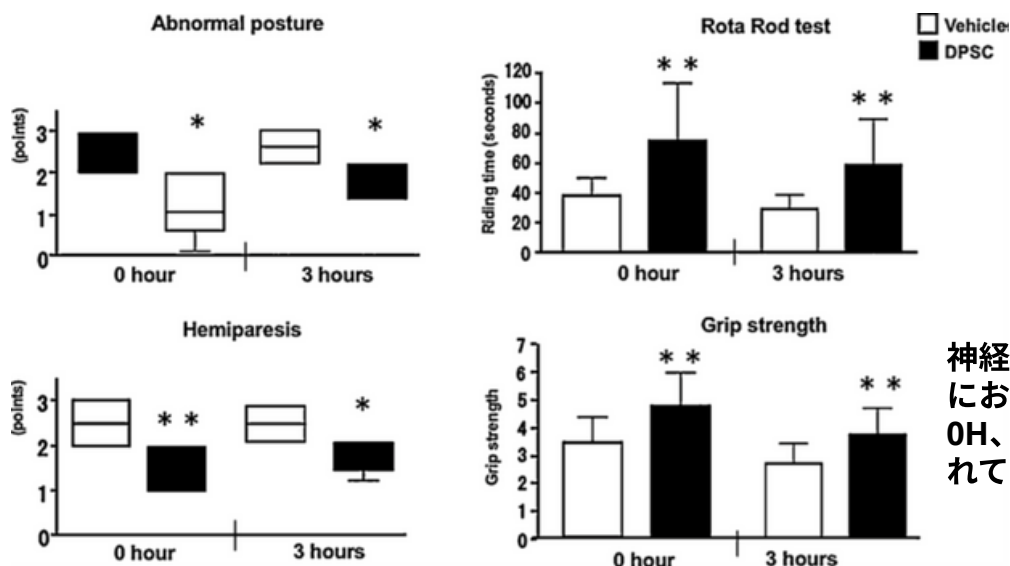 Abnormal posture
(points)
3
2
1
0
*
*
0 hour
3 hours
Rota Rod test
Vehicles
DPSC
Riding time (seconds)
120
100
80
60
40
20
0
* *
* *
0 hour
3 hours
Hemiparesis
(points)
3
2
1
0
* *
*
0 hour
3 hours
Grip strength
Grip strength
7
6
5
4
3
2
1
0
* *
* *
0 hour
3 hours
神経
にお
0H、
れて